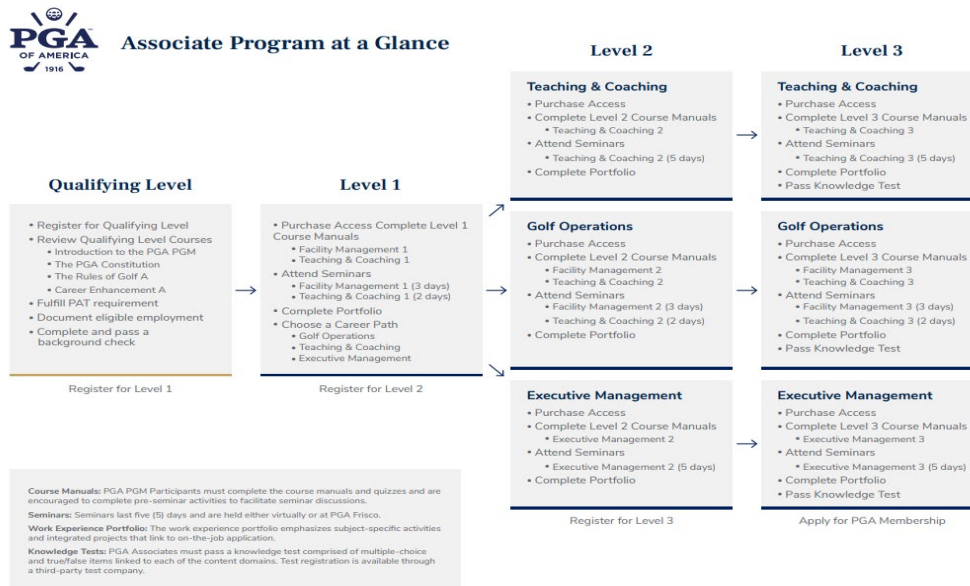 PGA
OF AMERICA
1916
Associate Program at a Glance
Qualifying Level
• Register for Qualifying Level
• Review Qualifying Level Courses
• Introduction to the PGA PGM
• The PGA Constitution
• The Rules of Golf A
• Career Enhancement A
• Fulfill PAT requirement
• Document eligible employment
• Complete and pass a
background check
Register for Level 1
Level 1
• Purchase Access Complete Level 1
Course Manuals
• Facility Management 1
• Teaching & Coaching 1
• Attend Seminars
• Facility Management 1 (3 days)
• Teaching & Coaching 1 (2 days)
• Complete Portfolio
• Choose a Career Path
• Golf Operations
• Teaching & Coaching
• Executive Management
Register for Level 2
Level 2
Teaching & Coaching
• Purchase Access
• Complete Level 2 Course Manuals
• Teaching & Coaching 2
• Attend Seminars
• Teaching & Coaching 2 (5 days)
• Complete Portfolio
Golf Operations
• Purchase Access
• Complete Level 2 Course Manuals
• Facility Management 2
• Teaching & Coaching 2
• Attend Seminars
• Facility Management 2 (3 days)
• Teaching & Coaching 2 (2 days)
• Complete Portfolio
Executive Management
• Purchase Access
• Complete Level 2 Course Manuals
• Executive Management 2
• Attend Seminars
• Executive Management 2 (5 days)
• Complete Portfolio
Register for Level 3
Level 3
Teaching & Coaching
• Purchase Access
• Complete Level 3 Course Manuals
• Teaching & Coaching 3
• Attend Seminars
• Teaching & Coaching 3 (5 days)
• Complete Portfolio
• Pass Knowledge Test
Golf Operations
• Purchase Access
• Complete Level 3 Course Manuals
• Facility Management 3
• Teaching & Coaching 3
• Attend Seminars
• Facility Management 3 (3 days)
• Teaching & Coaching 3 (2 days)
• Complete Portfolio
• Pass Knowledge Test
Executive Management
• Purchase Access
• Complete Level 3 Course Manuals
• Executive Management 3
• Attend Seminars
• Executive Management 3 (5 days)
• Complete Portfolio
• Pass Knowledge Test
Apply for PGA Membership
Course Manuals: PGA PGM Participants must complete the course manuals and quizzes and are
encouraged to complete pre-seminar activities to facilitate seminar discussions.
Seminars: Seminars last five (5) days and are held either virtually or at PGA Frisco.
Work Experience Portfolio: The work experience portfolio emphasizes subject-specific activities
and integrated projects that link to on-the-job application.
Knowledge Tests: PGA Associates must pass a knowledge test comprised of multiple-choice
and true/false items linked to each of the content domains. Test registration is available through
a third-party test company.